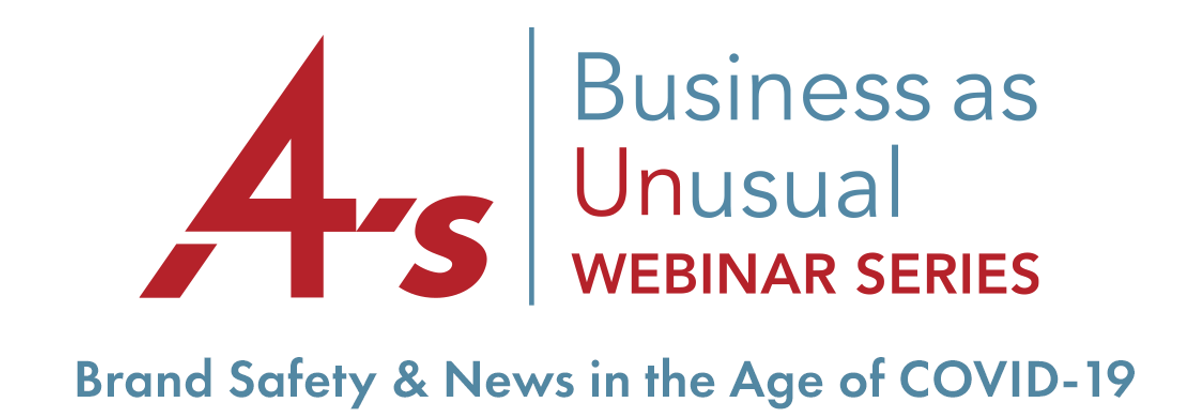 4A's
Business as
Unusual
WEBINAR SERIES
Brand Safety & News in the Age of COVID-19